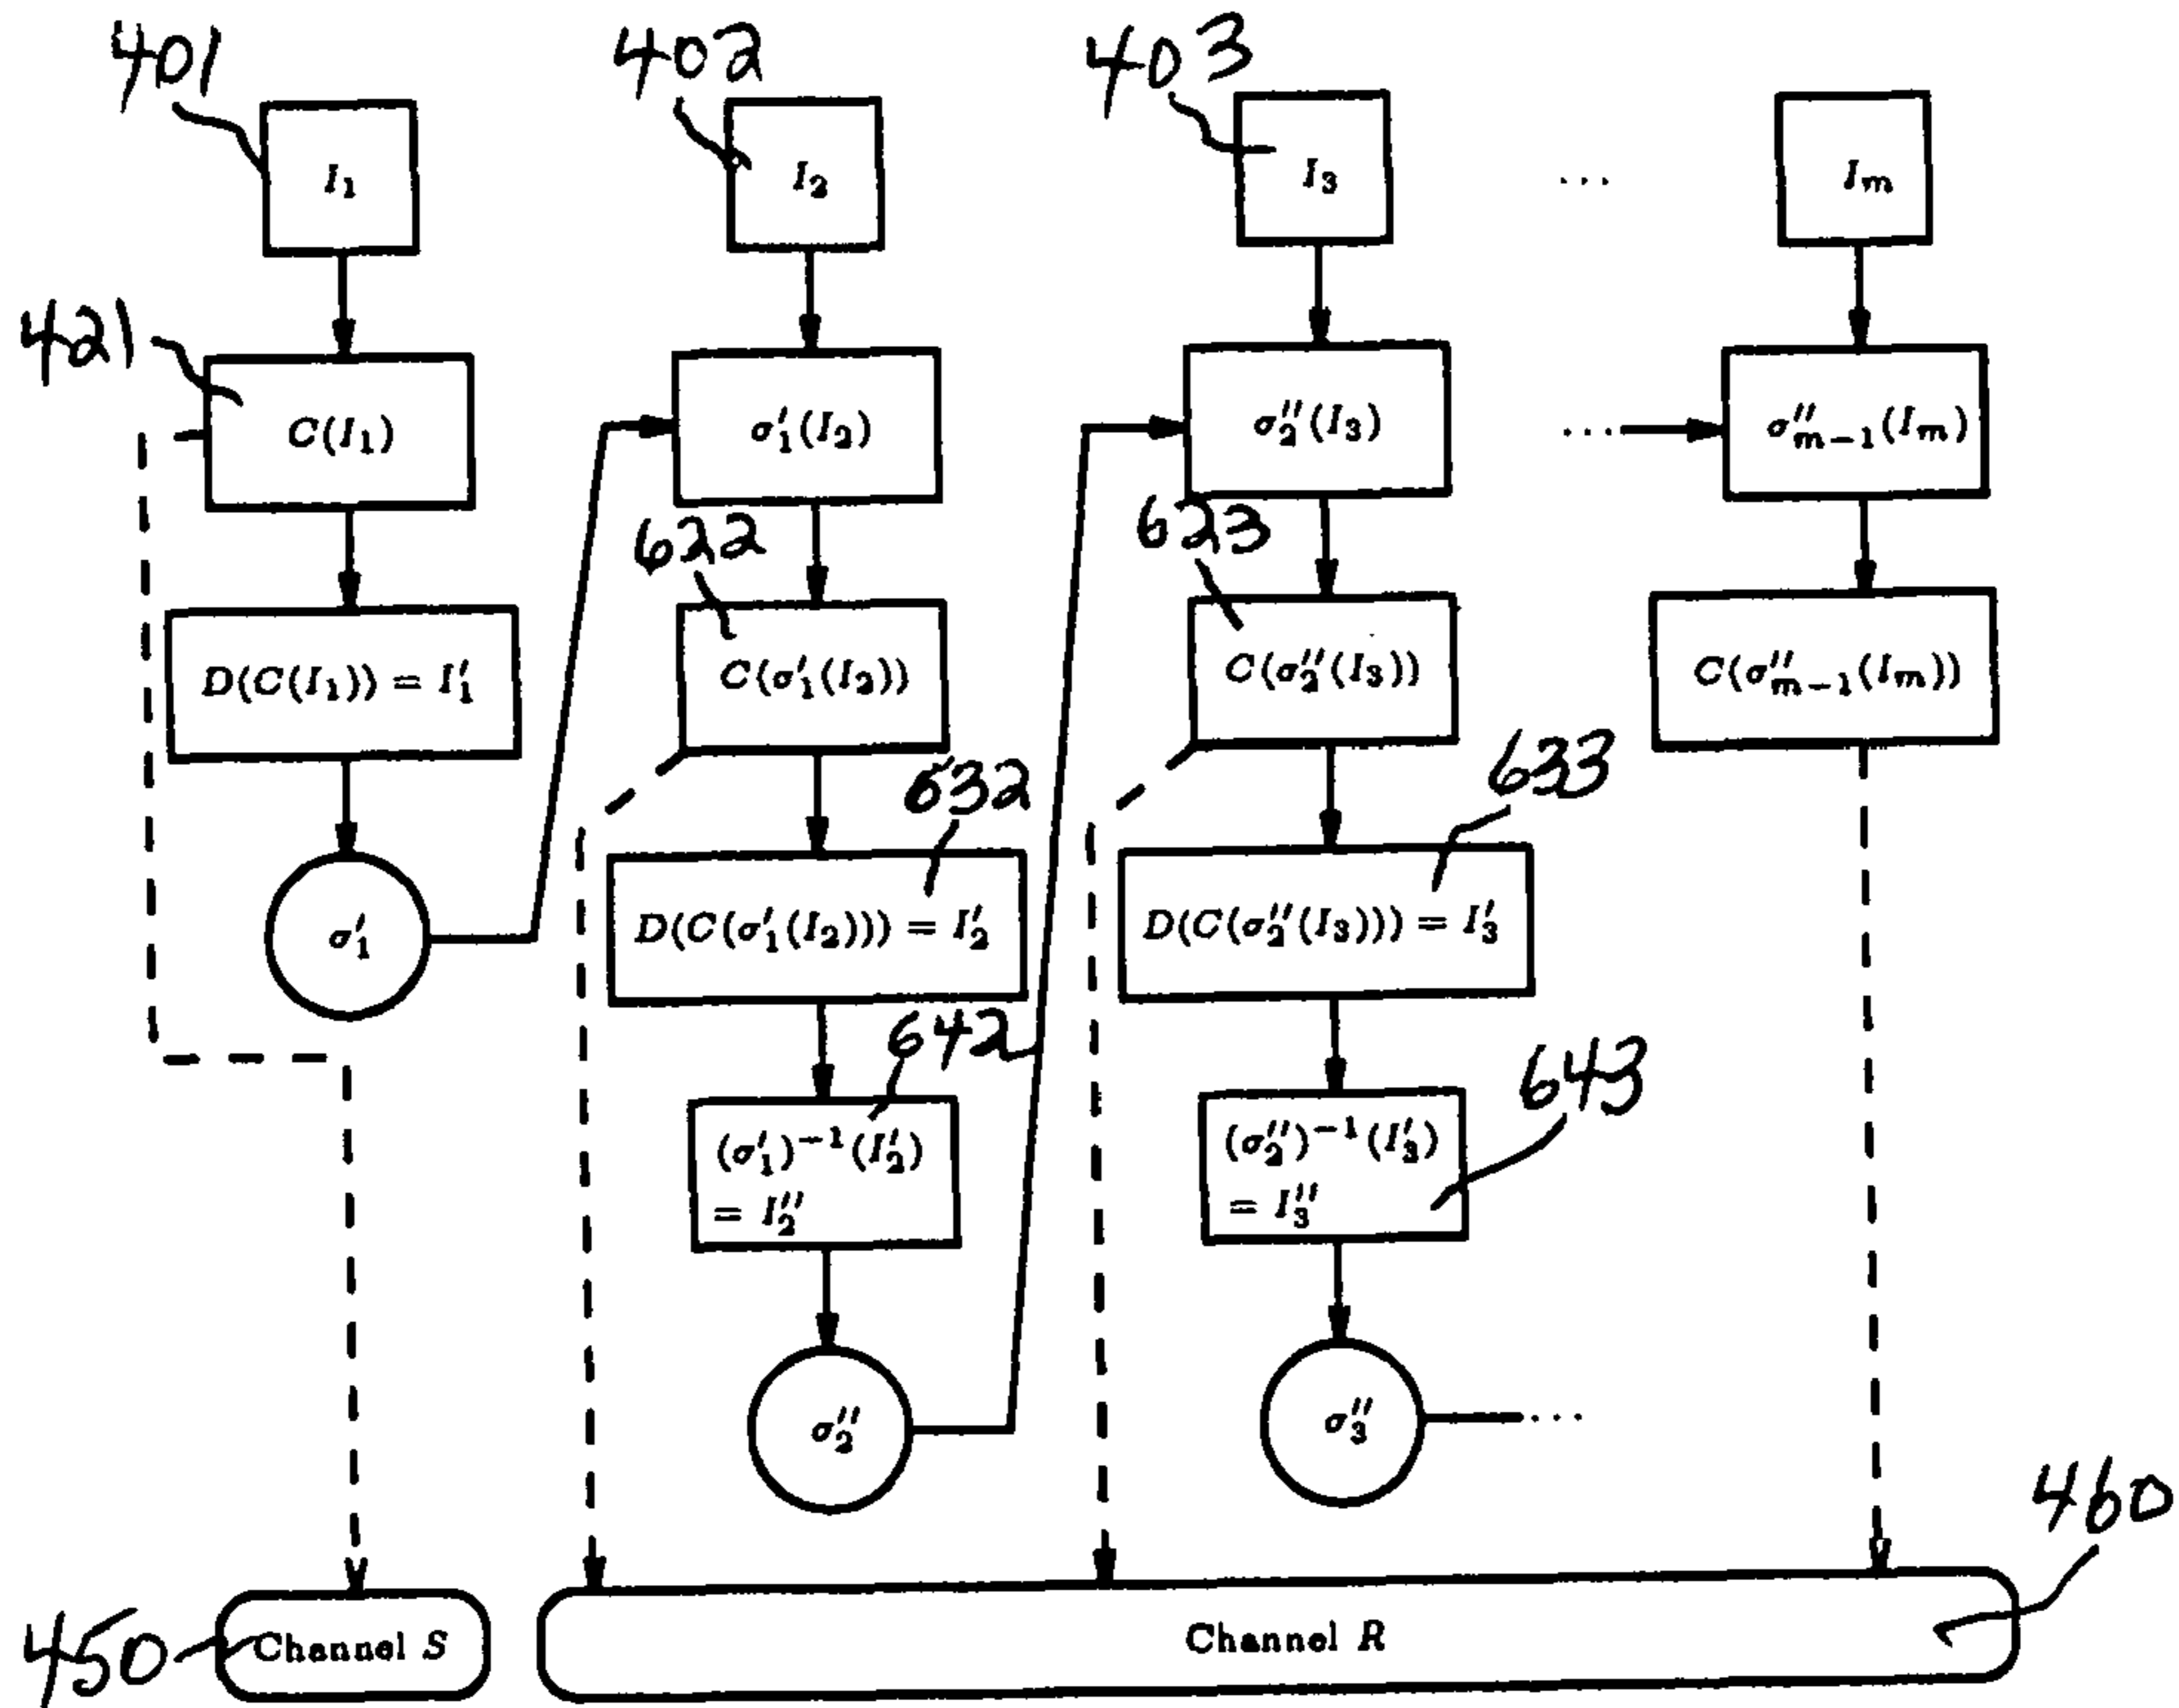 401
402
403
I₁
I₂
I₃
...
Iₘ
421
C(I₁)
σ′₁(I₂)
σ″₂(I₃)
...
σ″ₘ₋₁(Iₘ)
622
623
D(C(I₁)) = I′₁
C(σ′₁(I₂))
C(σ″₂(I₃))
C(σ″ₘ₋₁(Iₘ))
632
633
σ′₁
D(C(σ′₁(I₂))) = I′₂
D(C(σ″₂(I₃))) = I′₃
642
643
(σ′₁)⁻¹(I′₂)
= I″₂
(σ″₂)⁻¹(I′₃)
= I″₃
σ″₂
σ″₃
...
460
450
Channel S
Channel R